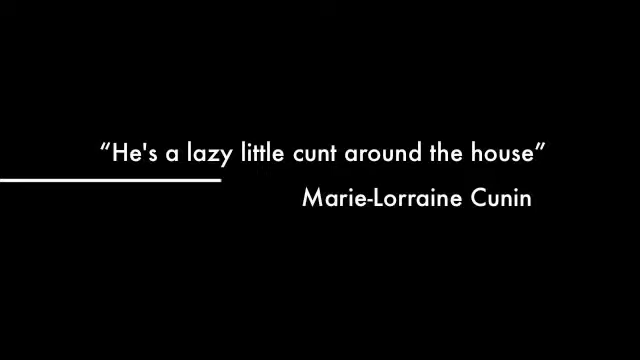 “He's a lazy little cunt around the house”
Marie-Lorraine Cunin